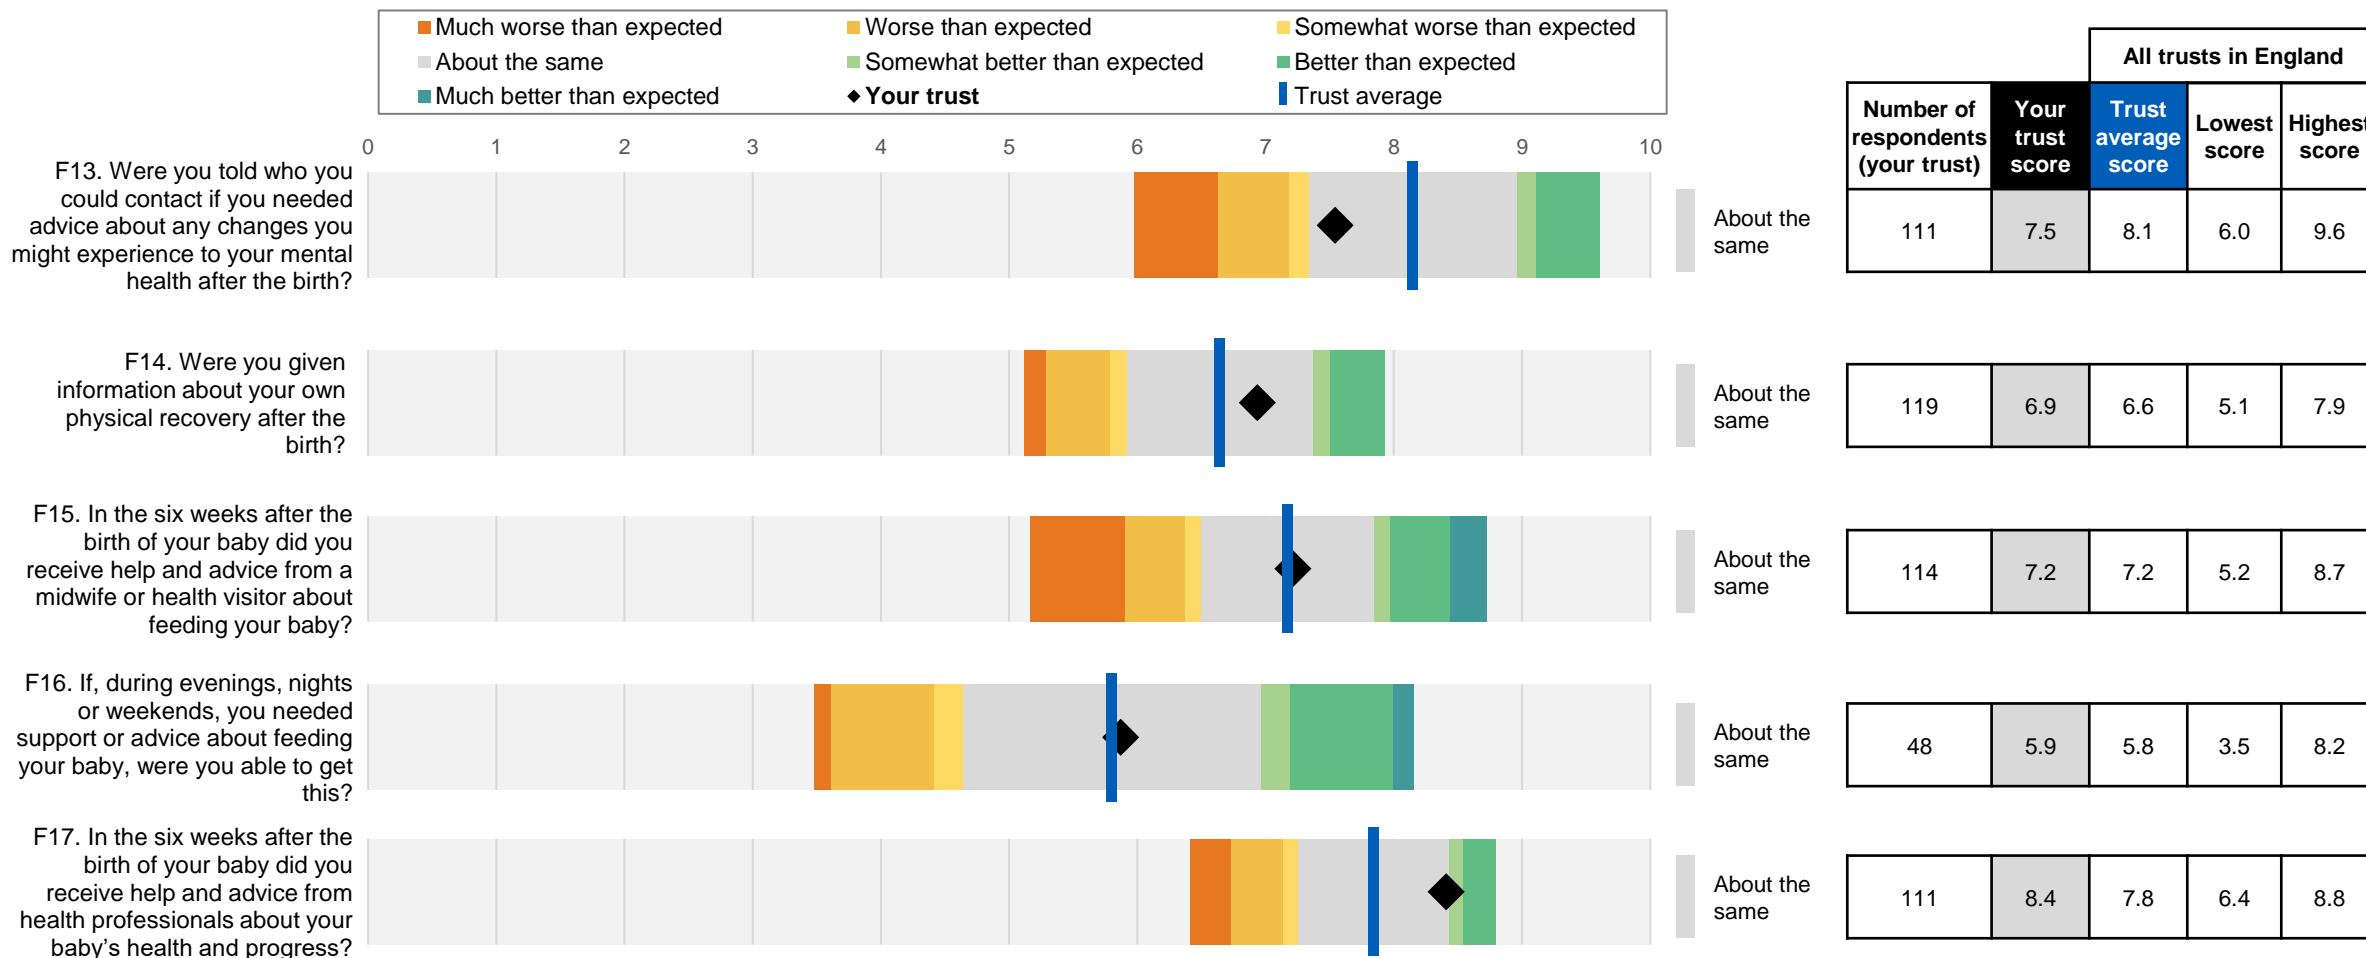 Much worse than expected
Worse than expected
Somewhat worse than expected
About the same
Somewhat better than expected
Better than expected
Much better than expected
Your trust
Trust average
All trusts in England
Number of respondents (your trust)
Your trust score
Trust average score
Lowest score
Highest score
0 1 2 3 4 5 6 7 8 9 10
F13. Were you told who you
could contact if you needed
advice about any changes you
might experience to your mental
health after the birth?
About the
same
111 7.5 8.1 6.0 9.6
F14. Were you given
information about your own
physical recovery after the
birth?
About the
same
119 6.9 6.6 5.1 7.9
F15. In the six weeks after the
birth of your baby did you
receive help and advice from a
midwife or health visitor about
feeding your baby?
About the
same
114 7.2 7.2 5.2 8.7
F16. If, during evenings, nights
or weekends, you needed
support or advice about feeding
your baby, were you able to get
this?
About the
same
48 5.9 5.8 3.5 8.2
F17. In the six weeks after the
birth of your baby did you
receive help and advice from
health professionals about your
baby's health and progress?
About the
same
111 8.4 7.8 6.4 8.8